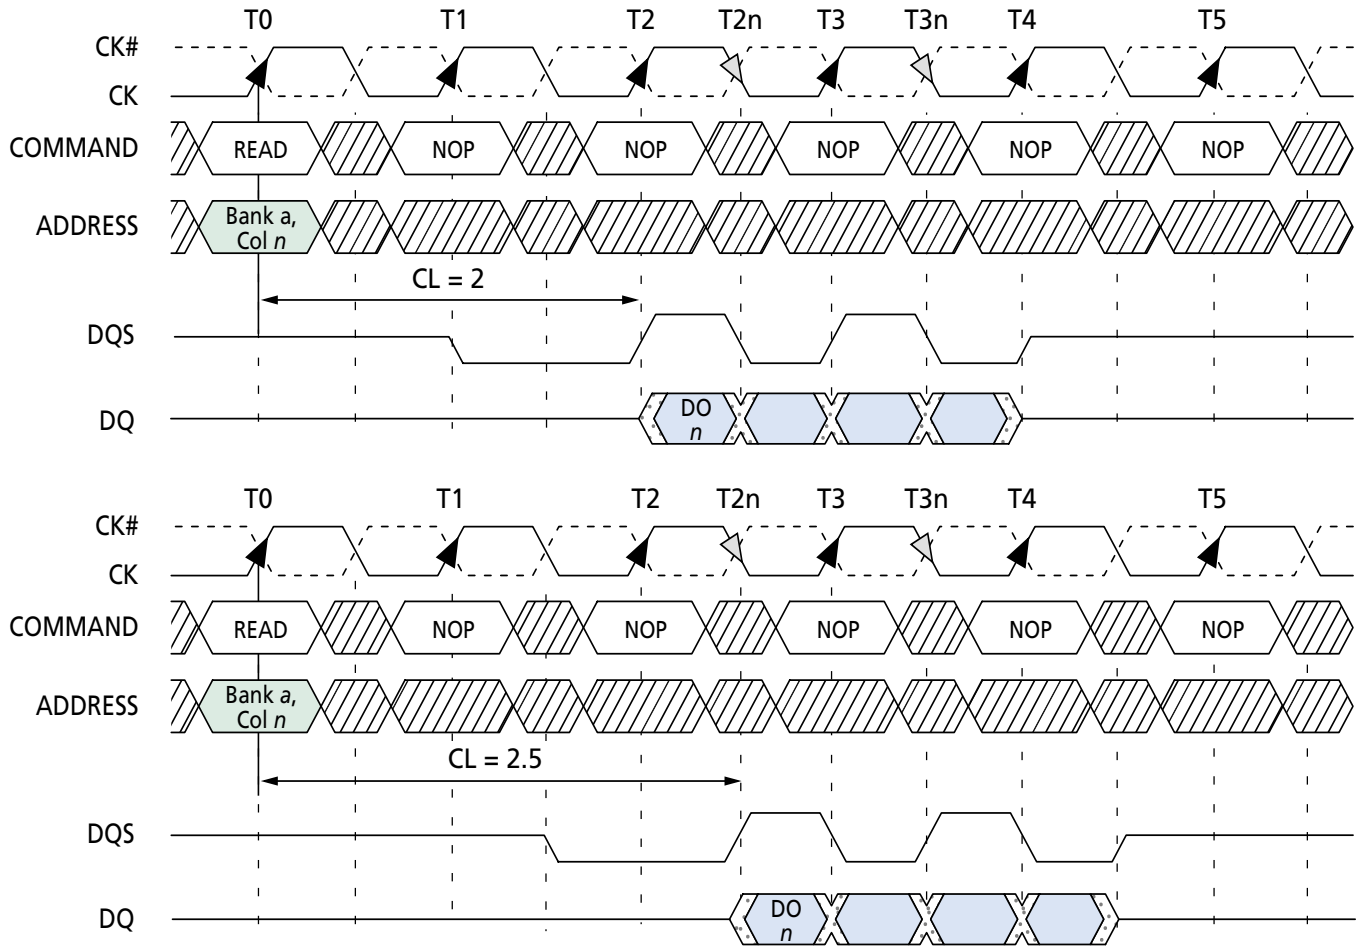 T0 T1 T2 T2n T3 T3n T4 T5
CK#
CK
COMMAND READ NOP NOP NOP NOP NOP
ADDRESS Bank a,
Col n
CL = 2
DQS
DQ DO
n
T0 T1 T2 T2n T3 T3n T4 T5
CK#
CK
COMMAND READ NOP NOP NOP NOP NOP
ADDRESS Bank a,
Col n
CL = 2.5
DQS
DQ DO
n